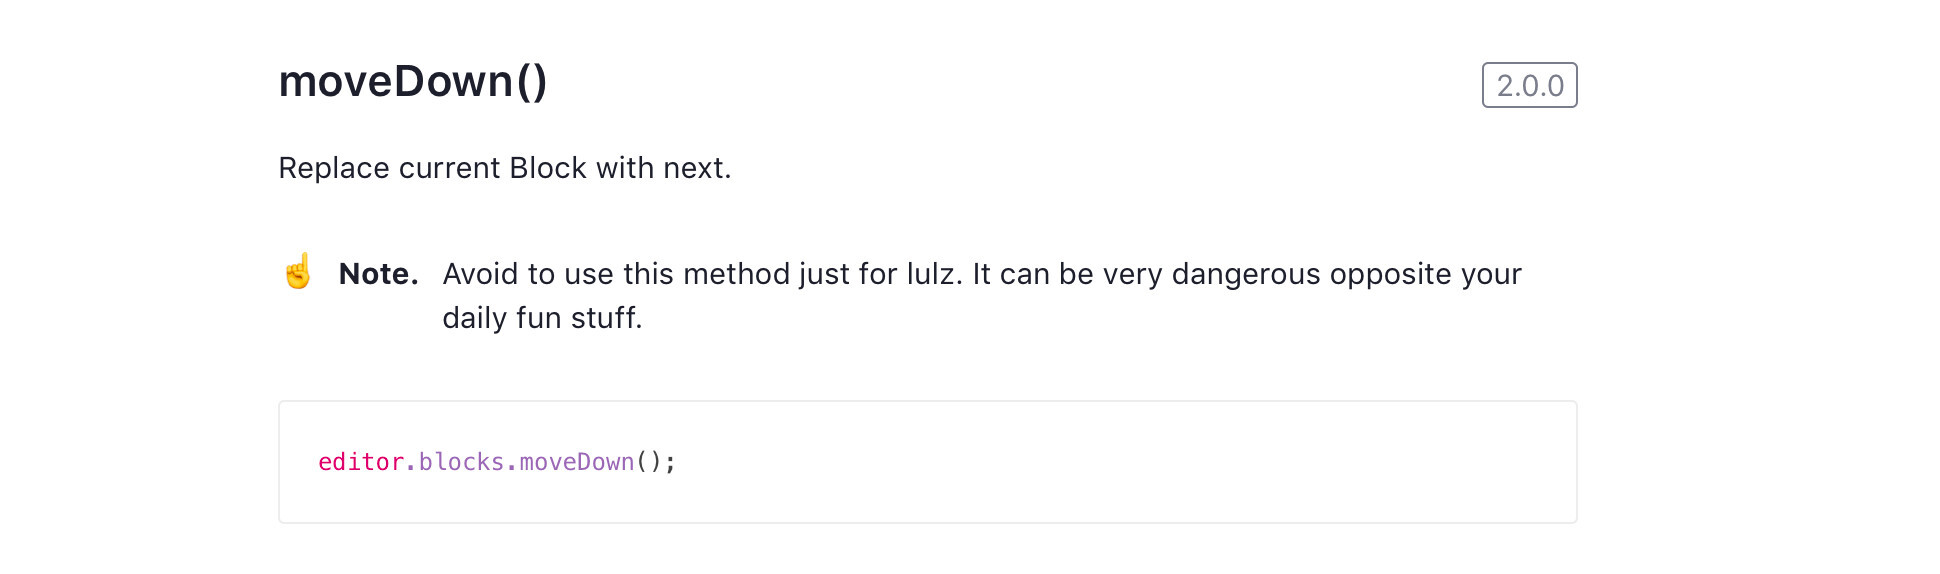 moveDown()
2.0.0
Replace current Block with next.
☝️ Note. Avoid to use this method just for lulz. It can be very dangerous opposite your
daily fun stuff.
editor.blocks.moveDown();